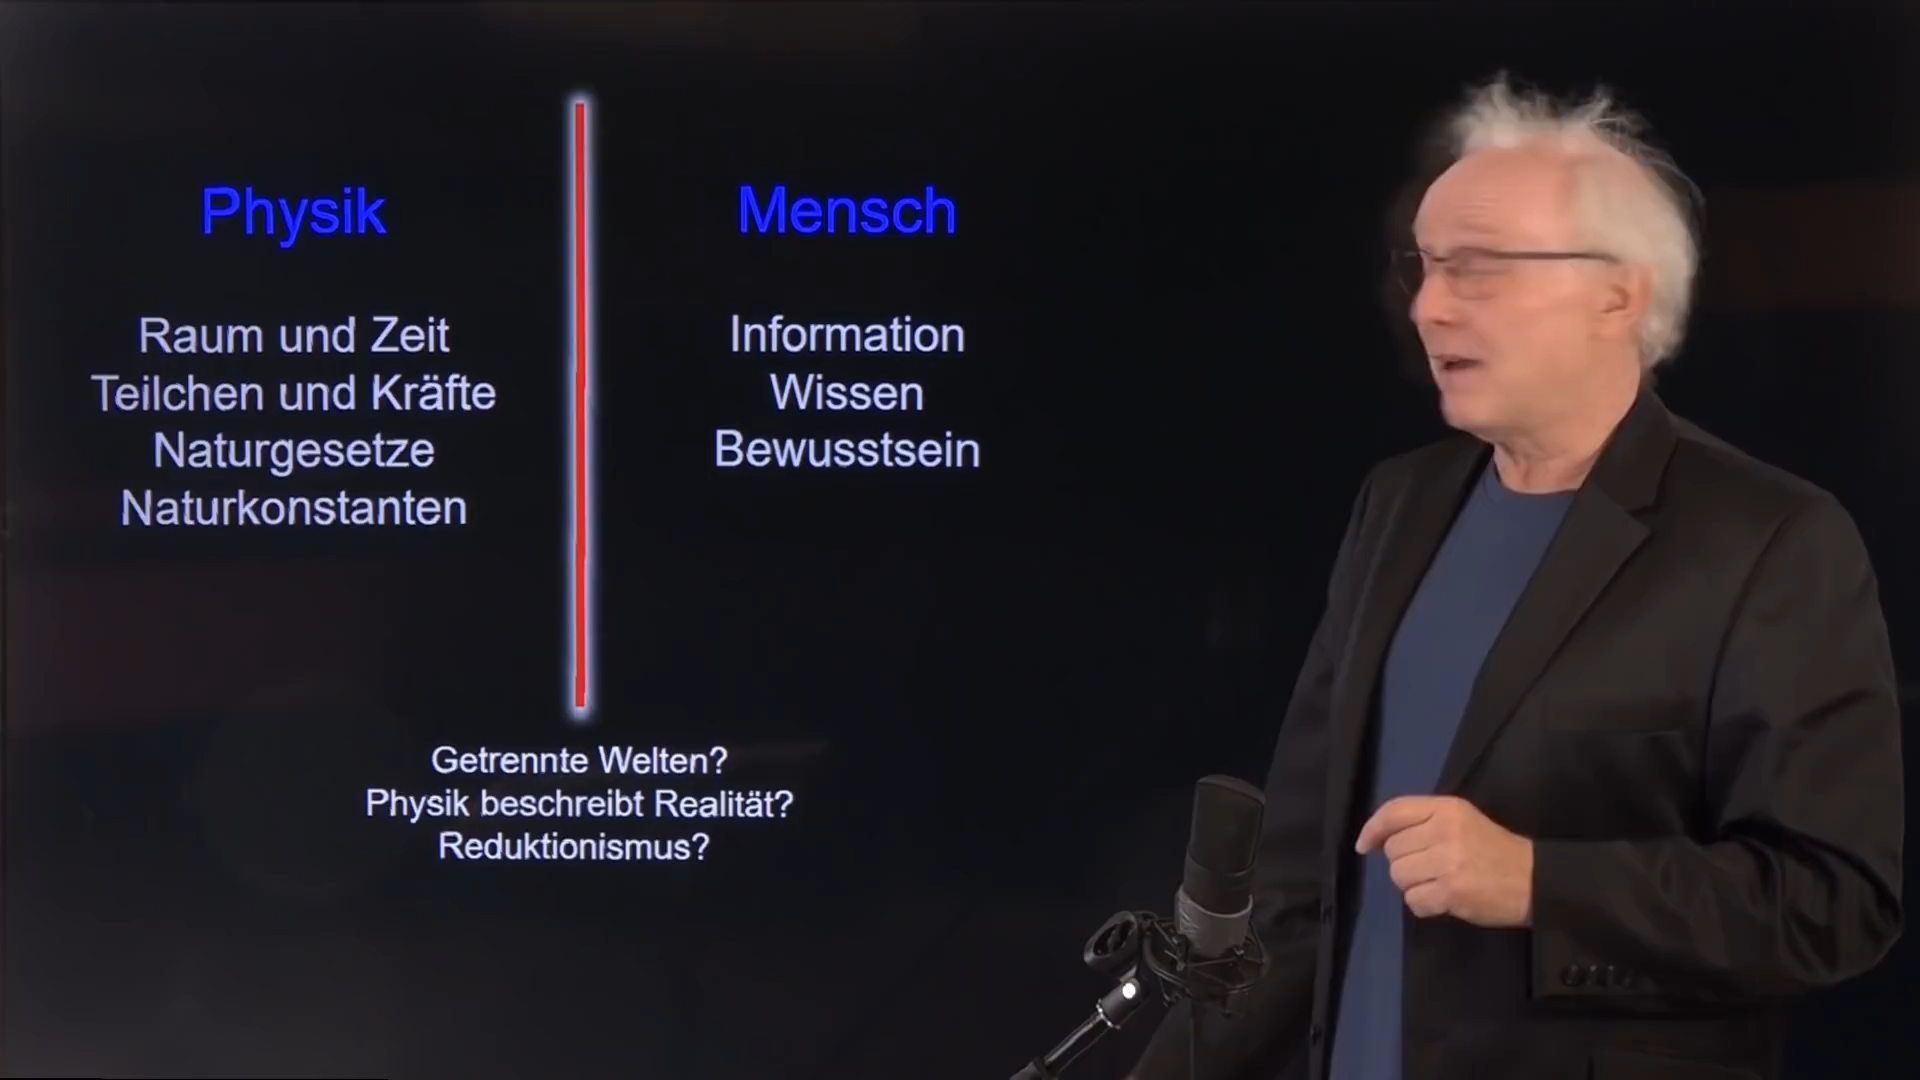 Physik
Raum und Zeit
Teilchen und Kräfte
Naturgesetze
Naturkonstanten
Mensch
Information
Wissen
Bewusstsein
Getrennte Welten?
Physik beschreibt Realität?
Reduktionismus?